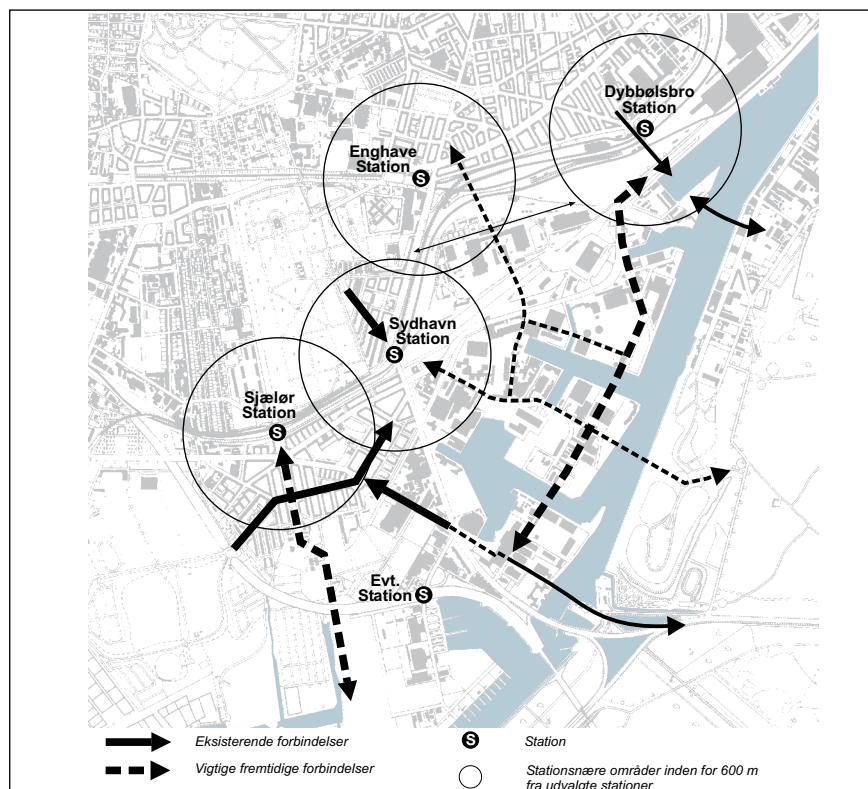 Dybbølsbro
Station
S
Enghave
Station
S
Sydhavn
Station
S
Sjælør
Station
S
Evt.
Station
S
Eksisterende forbindelser
S
Station
Vigtige fremtidige forbindelser
Stationsnære områder inden for 600 m
fra udvalgte stationer